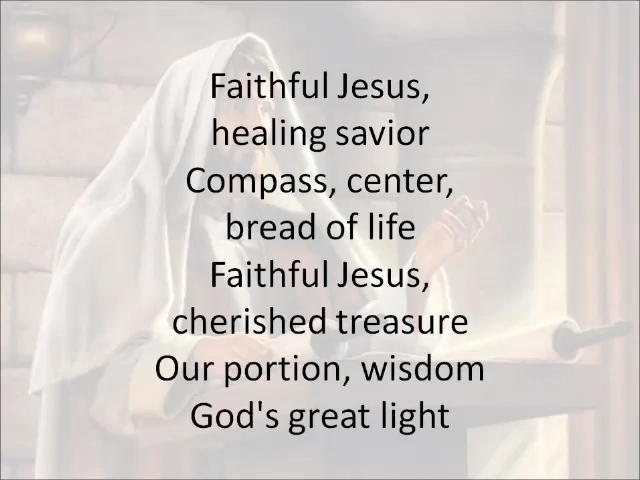 Faithful Jesus,
healing savior
Compass, center,
bread of life
Faithful Jesus,
cherished treasure
Our portion, wisdom
God's great light